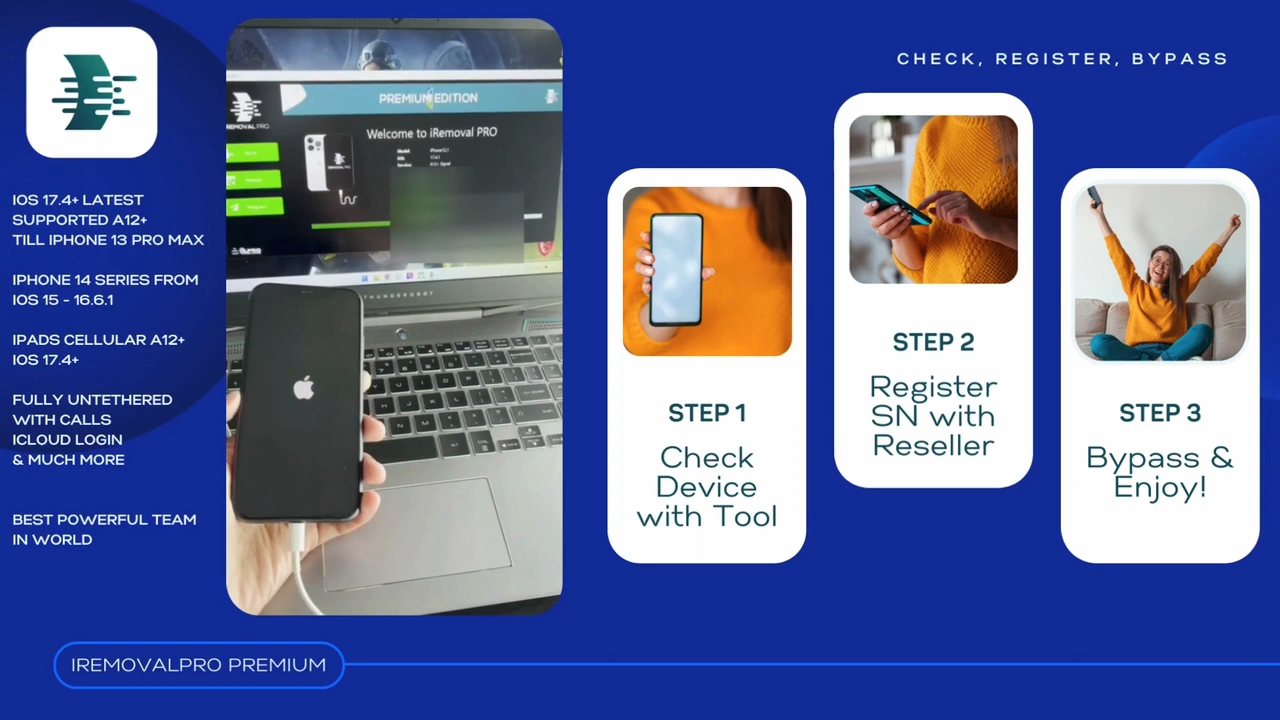 CHECK, REGISTER, BYPASS
IOS 17.4+ LATEST
SUPPORTED A12+
TILL IPHONE 13 PRO MAX
IPHONE 14 SERIES FROM
IOS 15 - 16.6.1
IPADS CELLULAR A12+
IOS 17.4+
FULLY UNTETHERED
WITH CALLS
ICLOUD LOGIN
& MUCH MORE
BEST POWERFUL TEAM
IN WORLD
PREMIUM EDITION
REMOVAL PRO
Welcome to iRemoval PRO
THUNDEROBOT
STEP 1
Check
Device
with Tool
STEP 2
Register
SN with
Reseller
STEP 3
Bypass &
Enjoy!
IREMOVALPRO PREMIUM